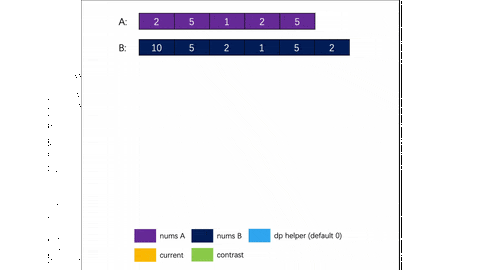 A: 2 5 1 2 5
B: 10 5 2 1 5 2
nums A nums B dp helper (default 0)
current contrast